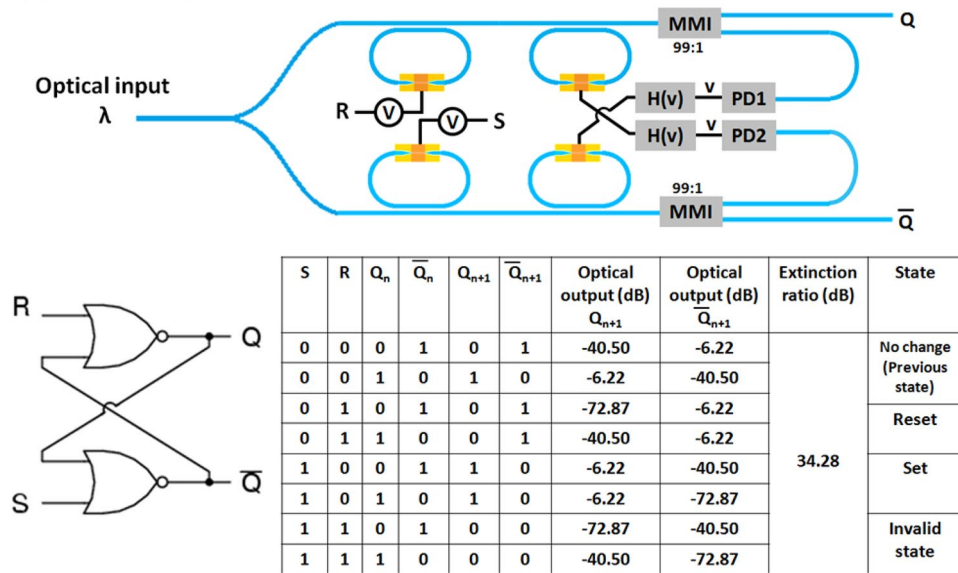 MMI
Q
99:1
Optical input
λ
R
V
H(v)
V
PD1
V
S
H(v)
V
PD2
99:1
MMI
Q̅
R
Q
Q̅
S
S R Qn Q̅n Qn+1 Q̅n+1 Optical output (dB) Qn+1 Optical output (dB) Q̅n+1 Extinction ratio (dB) State
0 0 0 1 0 1 -40.50 -6.22 No change (Previous state)
0 0 1 0 1 0 -6.22 -40.50
0 1 0 1 0 1 -72.87 -6.22 Reset
0 1 1 0 0 1 -40.50 -6.22
34.28
1 0 0 1 1 0 -6.22 -40.50 Set
1 0 1 0 1 0 -6.22 -72.87
1 1 0 1 0 0 -72.87 -40.50 Invalid state
1 1 1 0 0 0 -40.50 -72.87